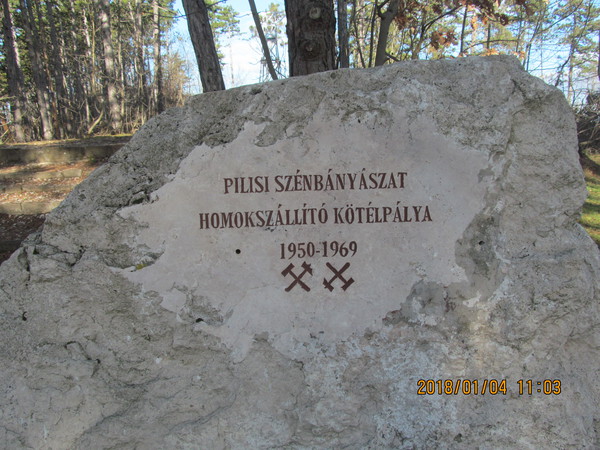 PILISI SZÉNBÁNYÁSZAT
HOMOKSZÁLLÍTÓ KÖTÉLPÁLYA
1950-1969
2018/01/04 11:03